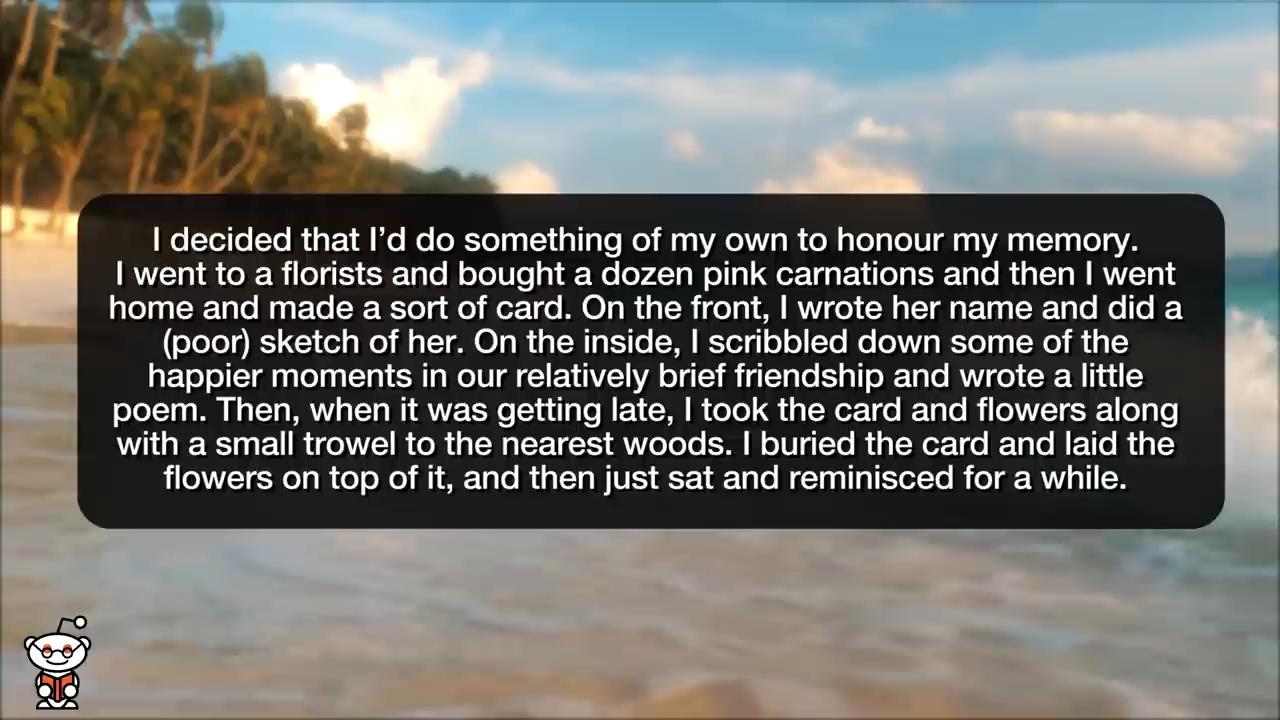 I decided that I’d do something of my own to honour my memory.
I went to a florists and bought a dozen pink carnations and then I went
home and made a sort of card. On the front, I wrote her name and did a
(poor) sketch of her. On the inside, I scribbled down some of the
happier moments in our relatively brief friendship and wrote a little
poem. Then, when it was getting late, I took the card and flowers along
with a small trowel to the nearest woods. I buried the card and laid the
flowers on top of it, and then just sat and reminisced for a while.